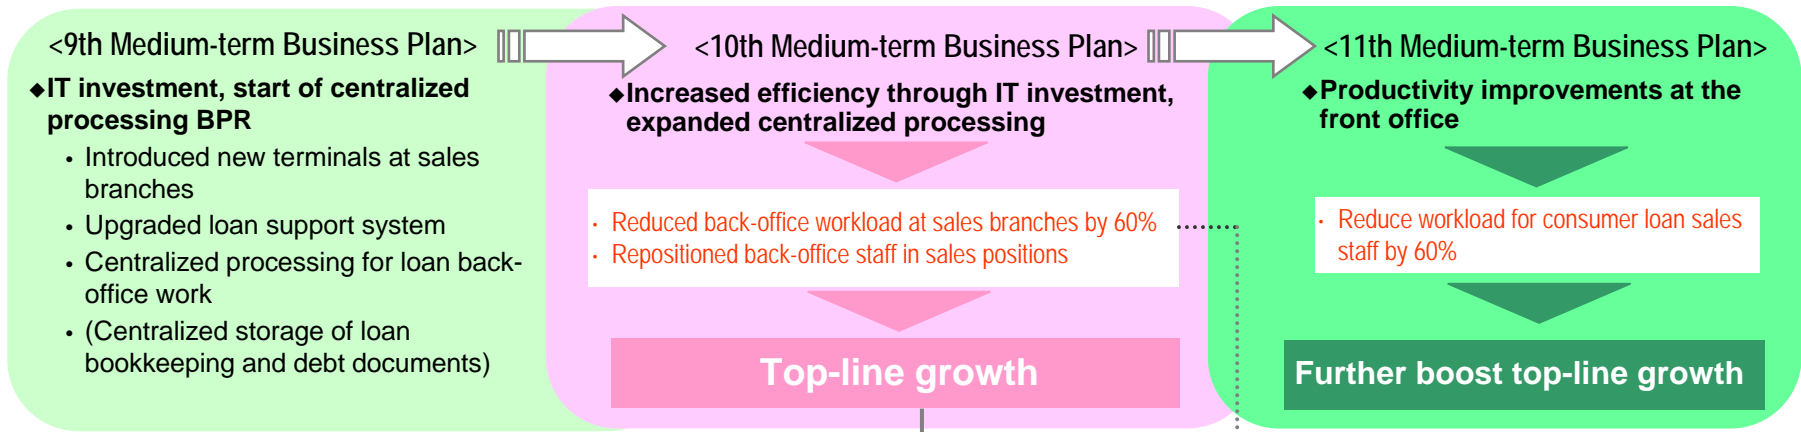 <9th Medium-term Business Plan>
◆IT investment, start of centralized
processing BPR
• Introduced new terminals at sales
branches
• Upgraded loan support system
• Centralized processing for loan back-
office work
• (Centralized storage of loan
bookkeeping and debt documents)
<10th Medium-term Business Plan>
◆Increased efficiency through IT investment,
expanded centralized processing
・ Reduced back-office workload at sales branches by 60%
・ Repositioned back-office staff in sales positions
Top-line growth
<11th Medium-term Business Plan>
◆Productivity improvements at the
front office
・ Reduce workload for consumer loan sales
staff by 60%
Further boost top-line growth